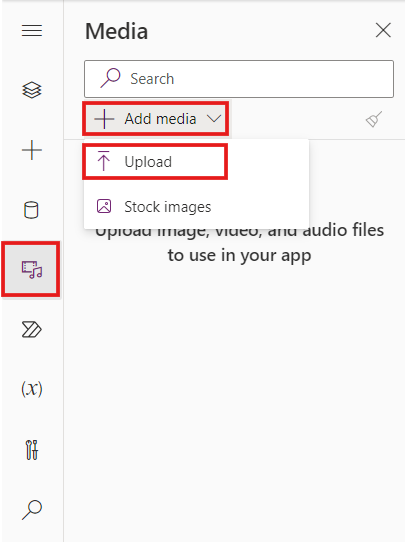 Media
Search
Add media
Upload
Stock images
Upload image, video, and audio files
to use in your app
(x)